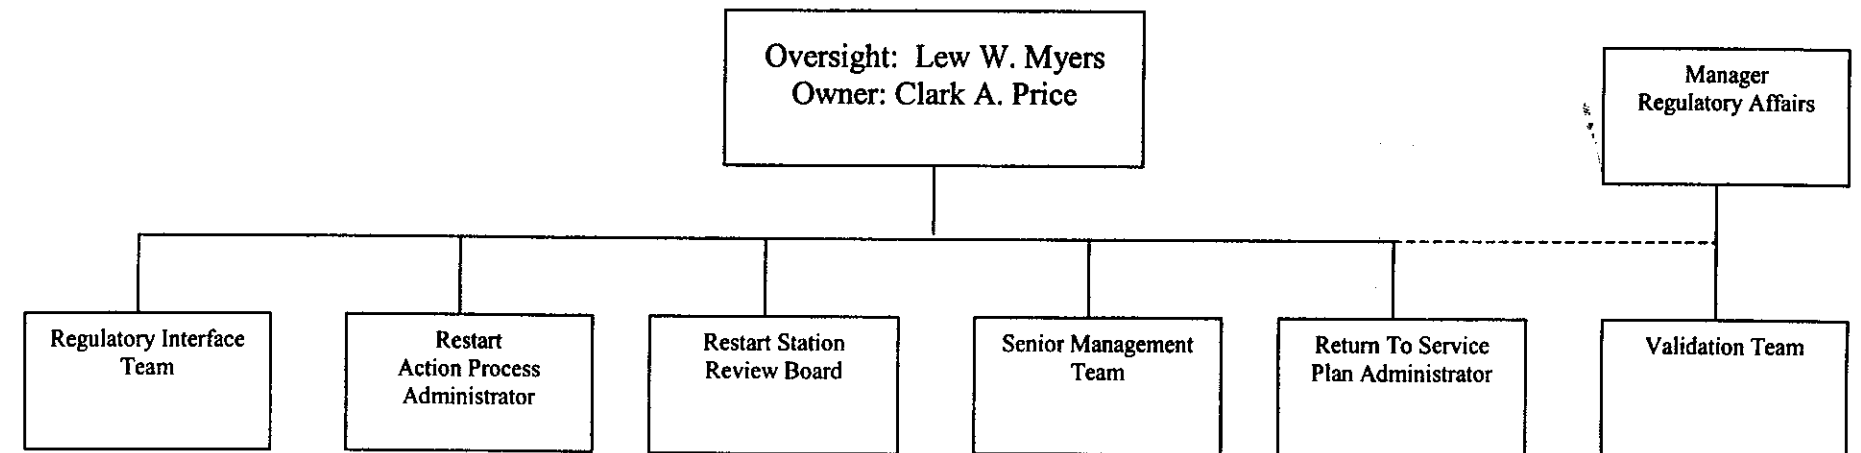 Oversight: Lew W. Myers
Owner: Clark A. Price
Manager
Regulatory Affairs
Regulatory Interface
Team
Restart
Action Process
Administrator
Restart Station
Review Board
Senior Management
Team
Return To Service
Plan Administrator
Validation Team